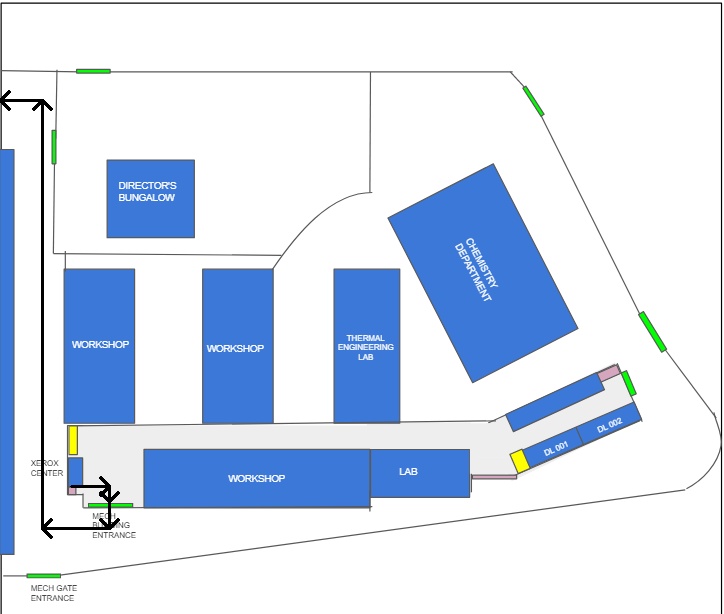 DIRECTOR'S
BUNGALOW
CHEMISTRY
DEPARTMENT
WORKSHOP
WORKSHOP
THERMAL
ENGINEERING
LAB
DL 001
DL 002
XEROX
CENTER
WORKSHOP
LAB
MECH
BUILDING
ENTRANCE
MECH GATE
ENTRANCE